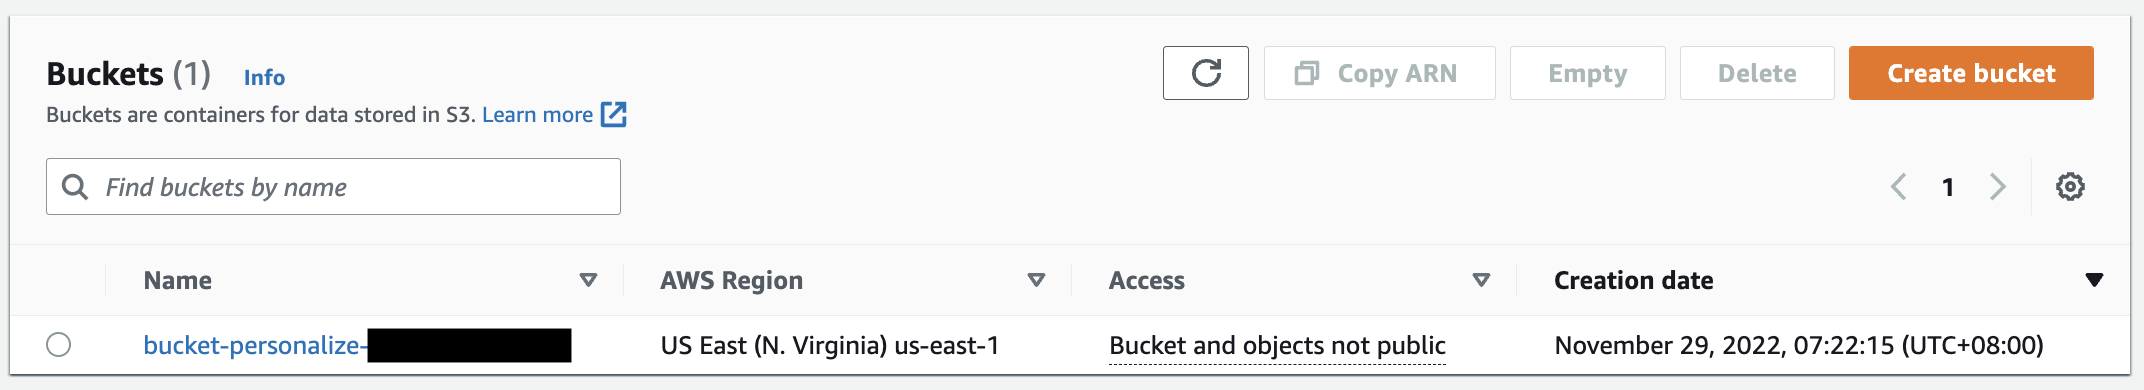 Buckets (1) Info
Buckets are containers for data stored in S3. Learn more
Copy ARN
Empty
Delete
Create bucket
Find buckets by name
1
Name AWS Region Access Creation date
bucket-personalize- US East (N. Virginia) us-east-1 Bucket and objects not public November 29, 2022, 07:22:15 (UTC+08:00)